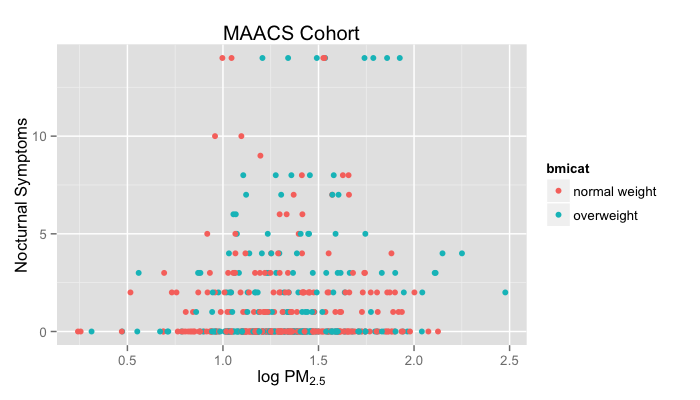 MAACS Cohort
Nocturnal Symptoms
10
5
0
0.5 1.0 1.5 2.0 2.5
log PM2.5
bmicat
normal weight
overweight